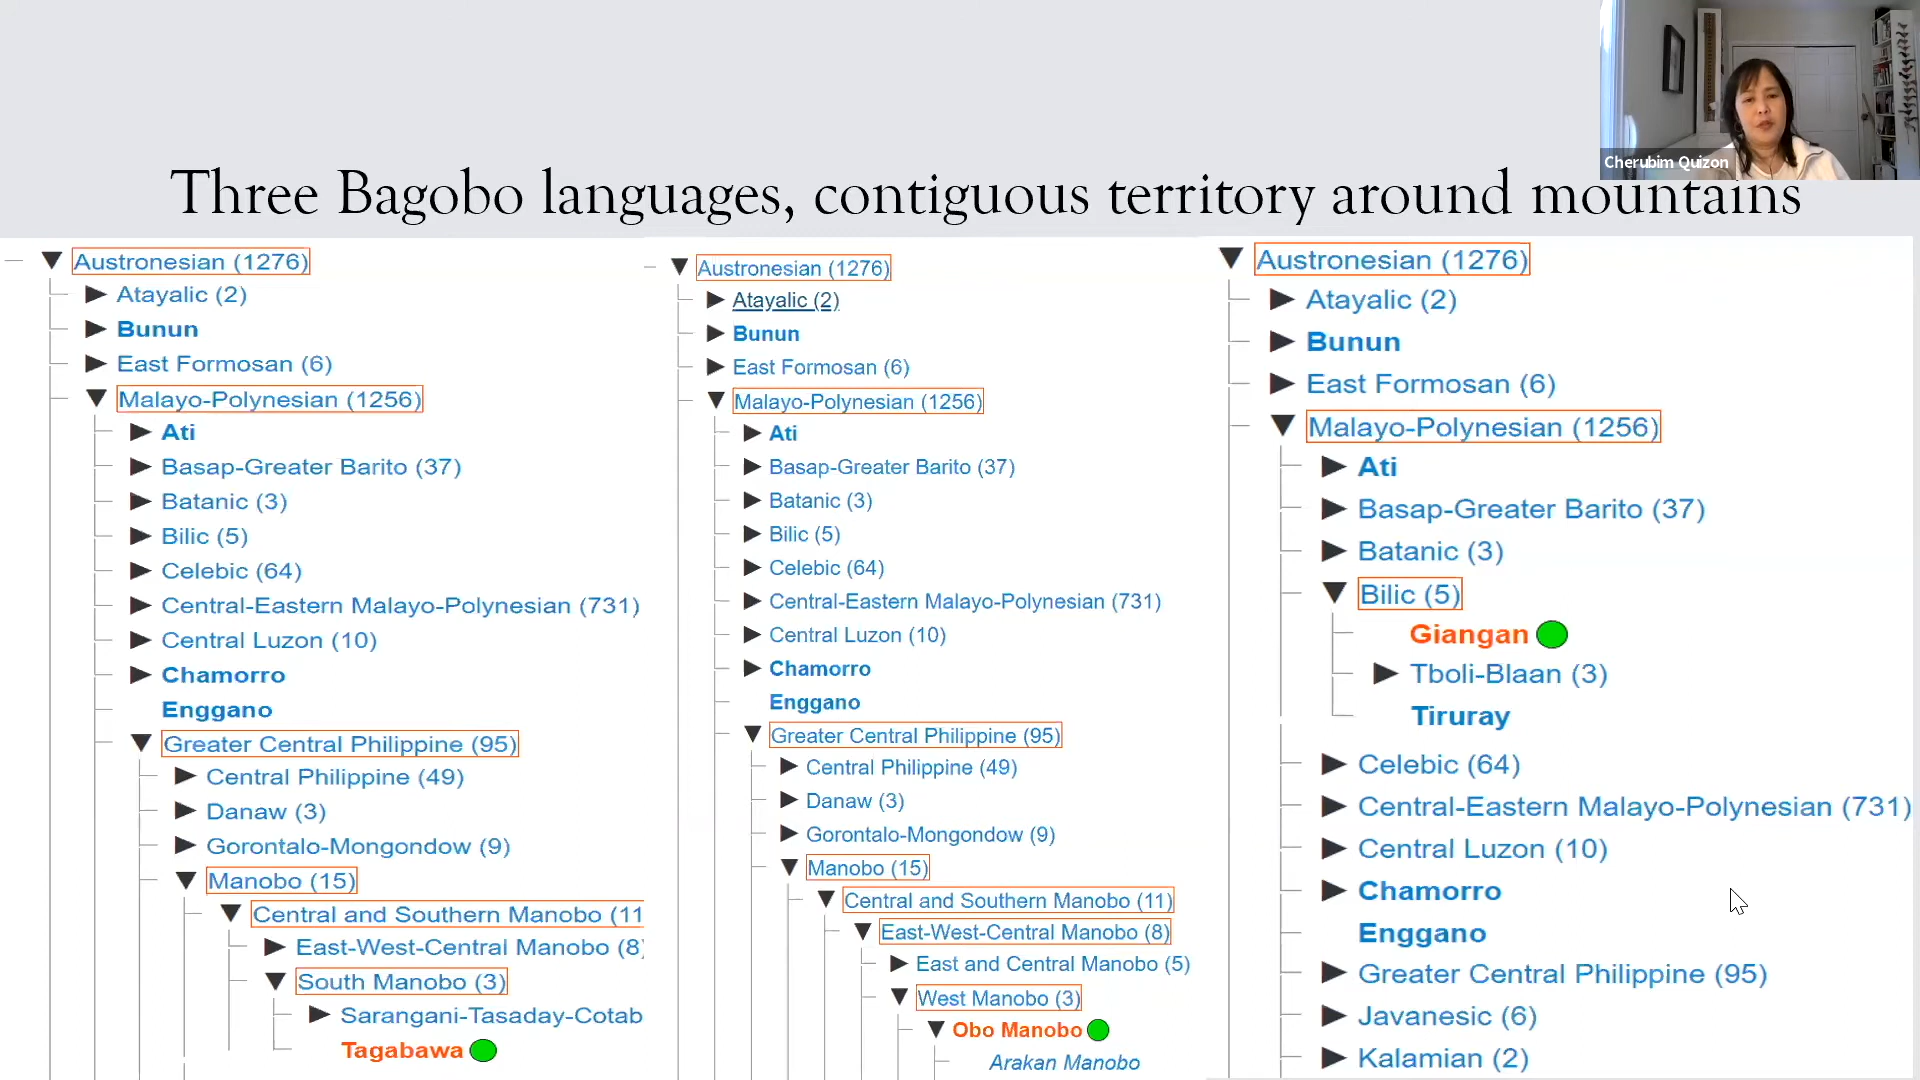 Cherubim Quizon
Three Bagobo languages, contiguous territory around mountains
Austronesian (1276)
Atayalic (2)
Bunun
East Formosan (6)
Malayo-Polynesian (1256)
Ati
Basap-Greater Barito (37)
Batanic (3)
Bilic (5)
Celebic (64)
Central-Eastern Malayo-Polynesian (731)
Central Luzon (10)
Chamorro
Enggano
Greater Central Philippine (95)
Central Philippine (49)
Danaw (3)
Gorontalo-Mongondow (9)
Manobo (15)
Central and Southern Manobo (11
East-West-Central Manobo (8)
South Manobo (3)
Sarangani-Tasaday-Cotab
Tagabawa
Austronesian (1276)
Atayalic (2)
Bunun
East Formosan (6)
Malayo-Polynesian (1256)
Ati
Basap-Greater Barito (37)
Batanic (3)
Bilic (5)
Celebic (64)
Central-Eastern Malayo-Polynesian (731)
Central Luzon (10)
Chamorro
Enggano
Greater Central Philippine (95)
Central Philippine (49)
Danaw (3)
Gorontalo-Mongondow (9)
Manobo (15)
Central and Southern Manobo (11)
East-West-Central Manobo (8)
East and Central Manobo (5)
West Manobo (3)
Obo Manobo
Arakan Manobo
Austronesian (1276)
Atayalic (2)
Bunun
East Formosan (6)
Malayo-Polynesian (1256)
Ati
Basap-Greater Barito (37)
Batanic (3)
Bilic (5)
Giangan
Tboli-Blaan (3)
Tiruray
Celebic (64)
Central-Eastern Malayo-Polynesian (731)
Central Luzon (10)
Chamorro
Enggano
Greater Central Philippine (95)
Javanesic (6)
Kalamian (2)